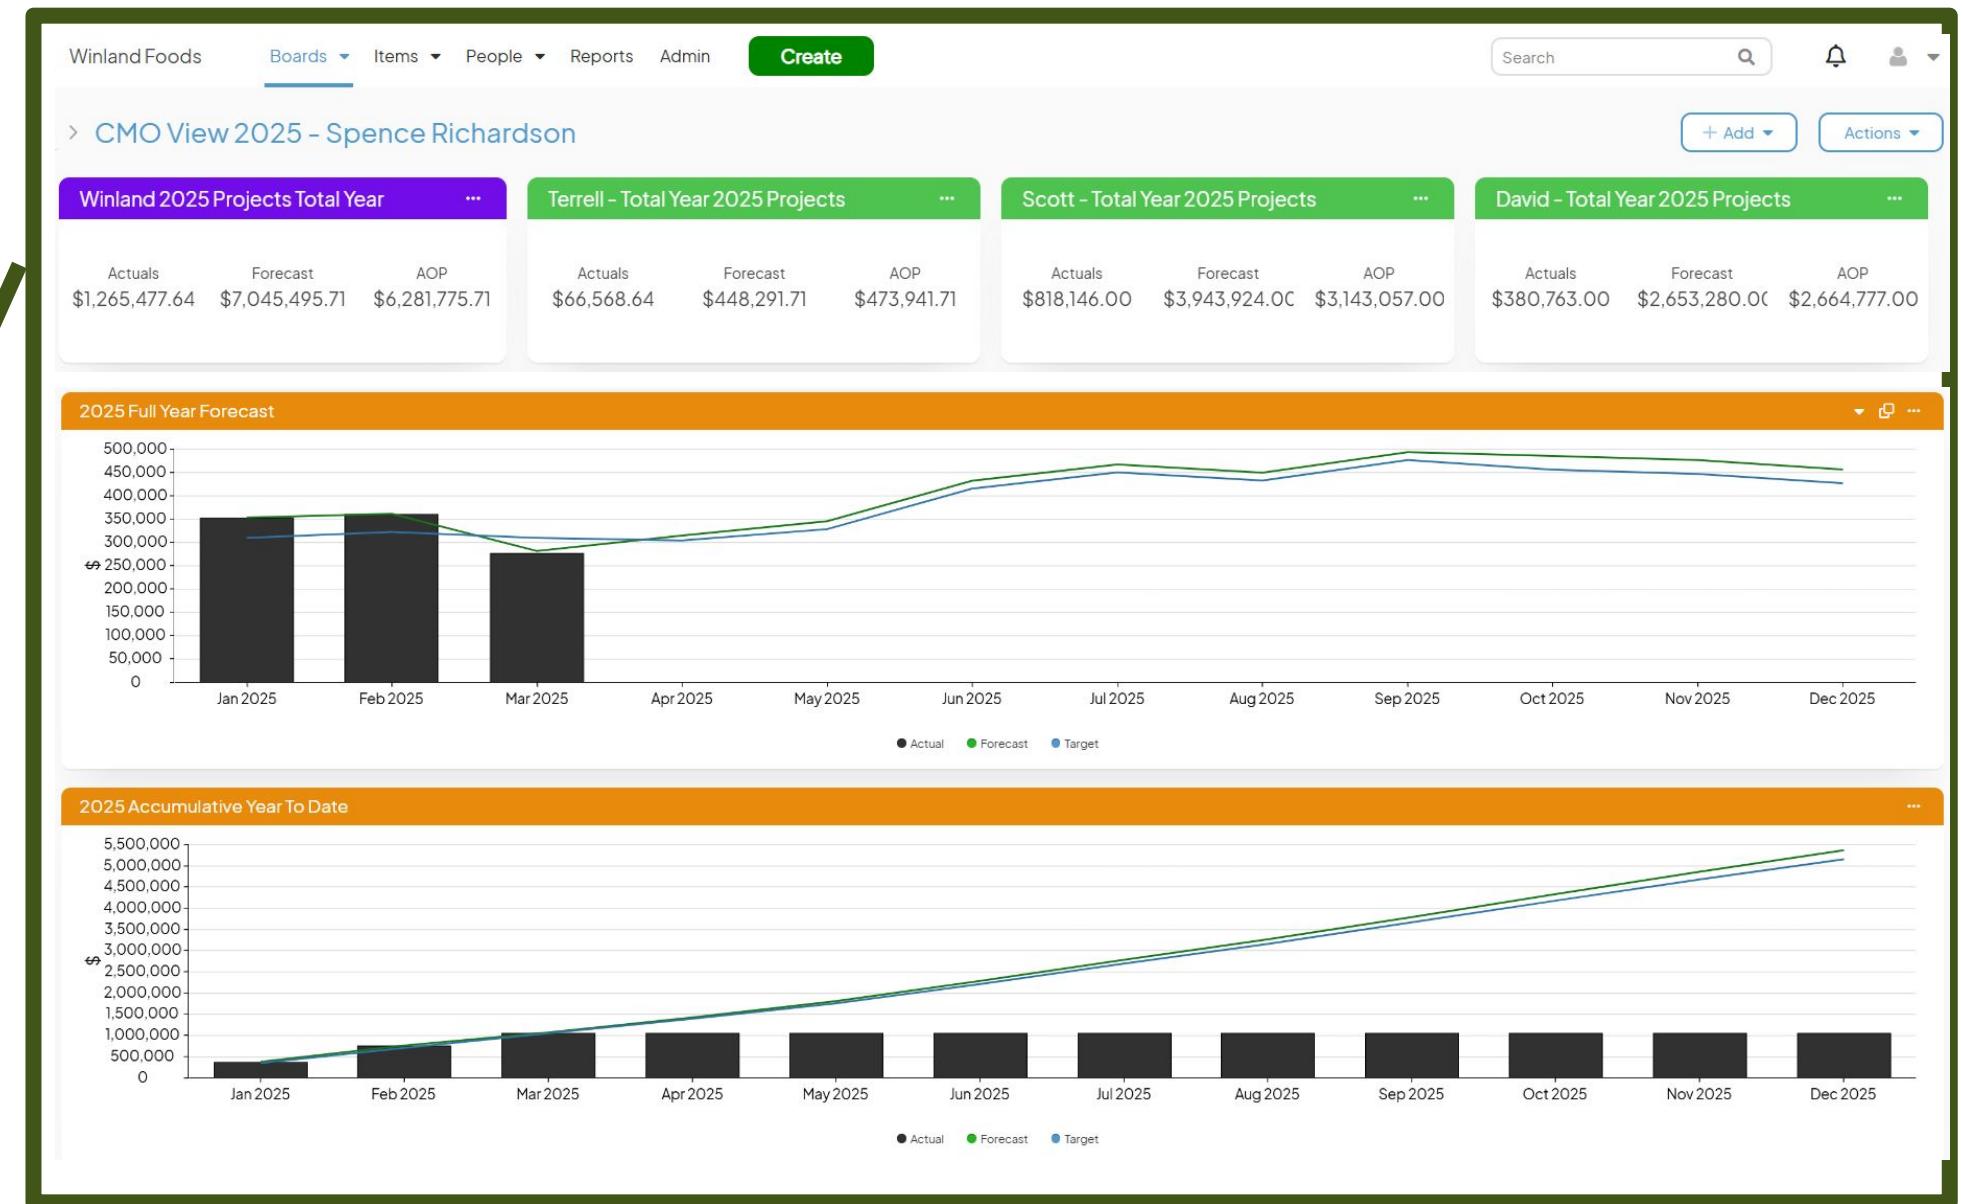 Winland Foods Boards Items People Reports Admin Create Search
CMO View 2025 - Spence Richardson + Add Actions
Winland 2025 Projects Total Year ... Terrell - Total Year 2025 Projects ... Scott - Total Year 2025 Projects ... David - Total Year 2025 Projects ...
Actuals Forecast AOP Actuals Forecast AOP Actuals Forecast AOP Actuals Forecast AOP
$1,265,477.64 $7,045,495.71 $6,281,775.71 $66,568.64 $448,291.71 $473,941.71 $818,146.00 $3,943,924.0 $3,143,057.00 $380,763.00 $2,653,280.0 $2,664,777.00
2025 Full Year Forecast ...
500,000
450,000
400,000
350,000
300,000
$ 250,000
200,000
150,000
100,000
50,000
0
Jan 2025 Feb 2025 Mar 2025 Apr 2025 May 2025 Jun 2025 Jul 2025 Aug 2025 Sep 2025 Oct 2025 Nov 2025 Dec 2025
Actual Forecast Target
2025 Accumulative Year To Date ...
5,500,000
5,000,000
4,500,000
4,000,000
3,500,000
3,000,000
$
2,500,000
2,000,000
1,500,000
1,000,000
500,000
0
Jan 2025 Feb 2025 Mar 2025 Apr 2025 May 2025 Jun 2025 Jul 2025 Aug 2025 Sep 2025 Oct 2025 Nov 2025 Dec 2025
Actual Forecast Target